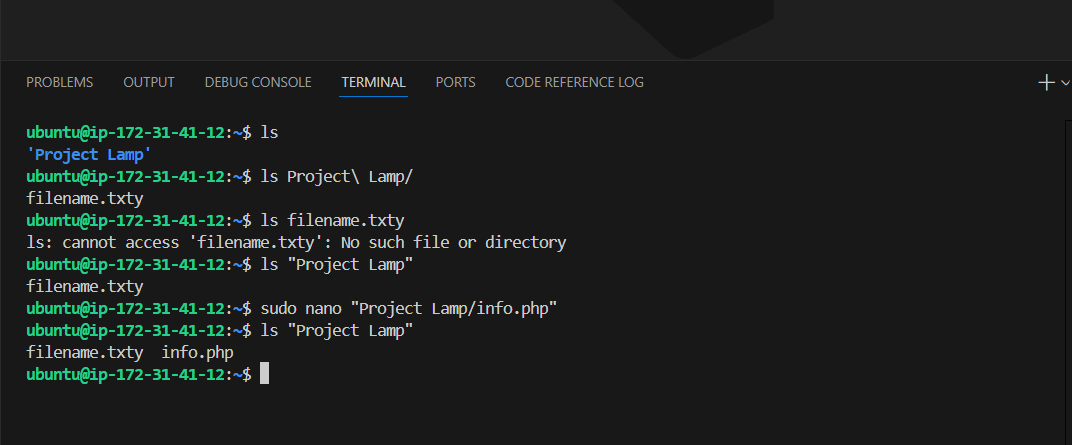 PROBLEMS OUTPUT DEBUG CONSOLE TERMINAL PORTS CODE REFERENCE LOG
ubuntu@ip-172-31-41-12:~$ ls
'Project Lamp'
ubuntu@ip-172-31-41-12:~$ ls Project\ Lamp/
filename.txty
ubuntu@ip-172-31-41-12:~$ ls filename.txty
ls: cannot access 'filename.txty': No such file or directory
ubuntu@ip-172-31-41-12:~$ ls "Project Lamp"
filename.txty
ubuntu@ip-172-31-41-12:~$ sudo nano "Project Lamp/info.php"
ubuntu@ip-172-31-41-12:~$ ls "Project Lamp"
filename.txty  info.php
ubuntu@ip-172-31-41-12:~$